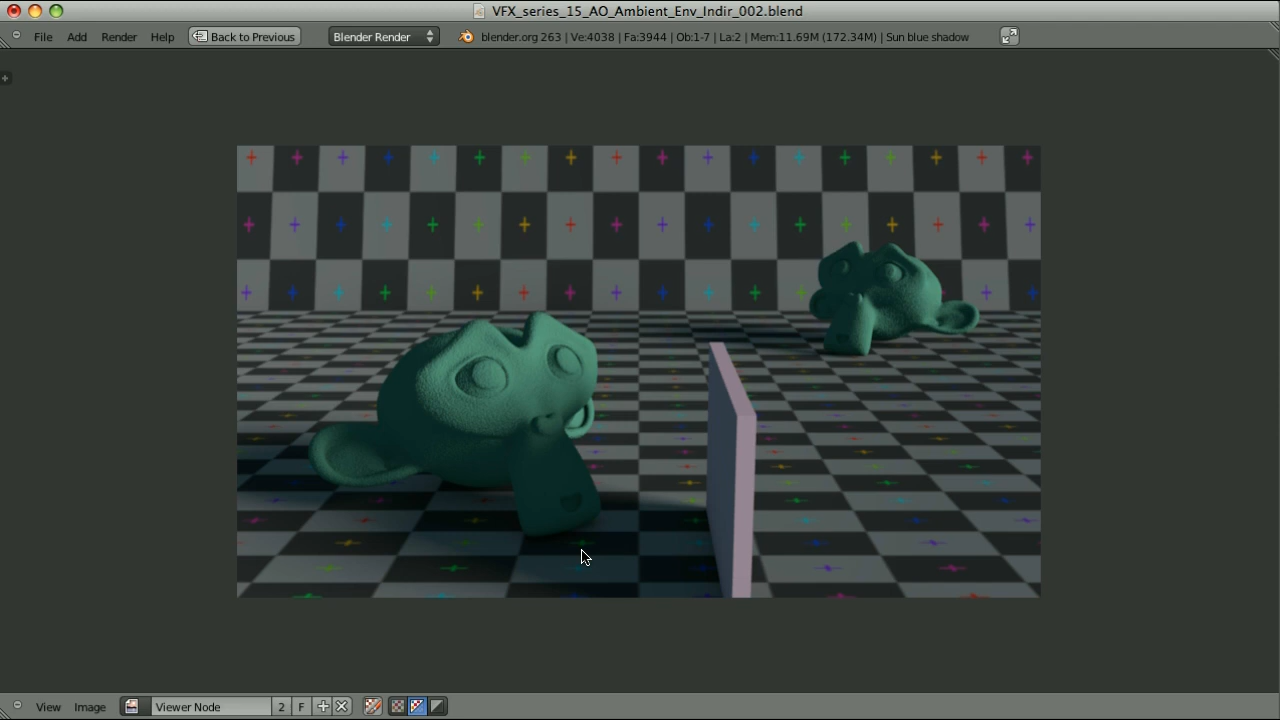 VFX_series_15_AO_Ambient_Env_Indir_002.blend
File Add Render Help Back to Previous Blender Render blender.org 263 | Ve:4038 | Fa:3944 | Ob:1-7 | La:2 | Mem:11.69M (172.34M) | Sun blue shadow
View Image Viewer Node 2 F